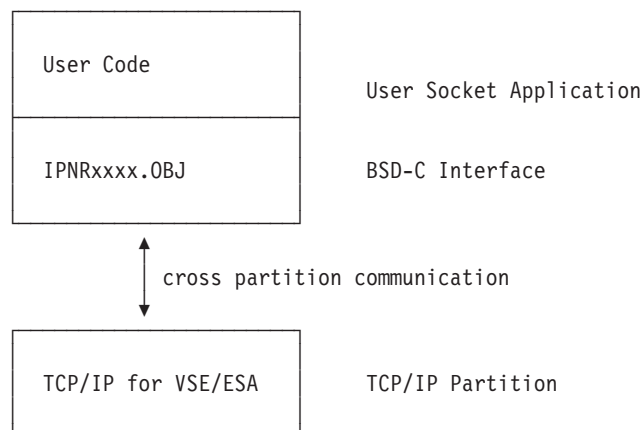 User Code
User Socket Application
IPNRxxxx.OBJ BSD-C Interface
cross partition communication
TCP/IP for VSE/ESA TCP/IP Partition